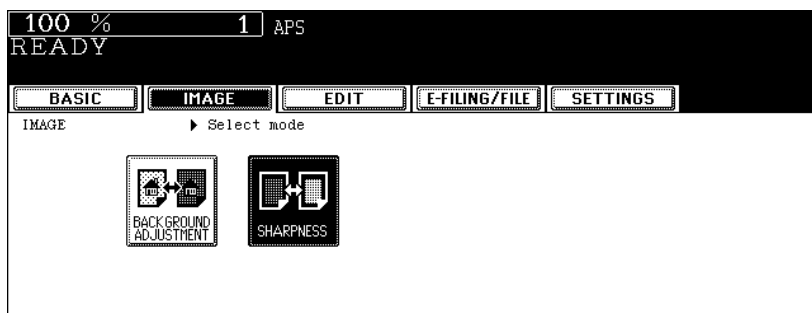 100 % 1 APS
READY
BASIC IMAGE EDIT E-FILING/FILE SETTINGS
IMAGE Select mode
BACKGROUND
ADJUSTMENT
SHARPNESS